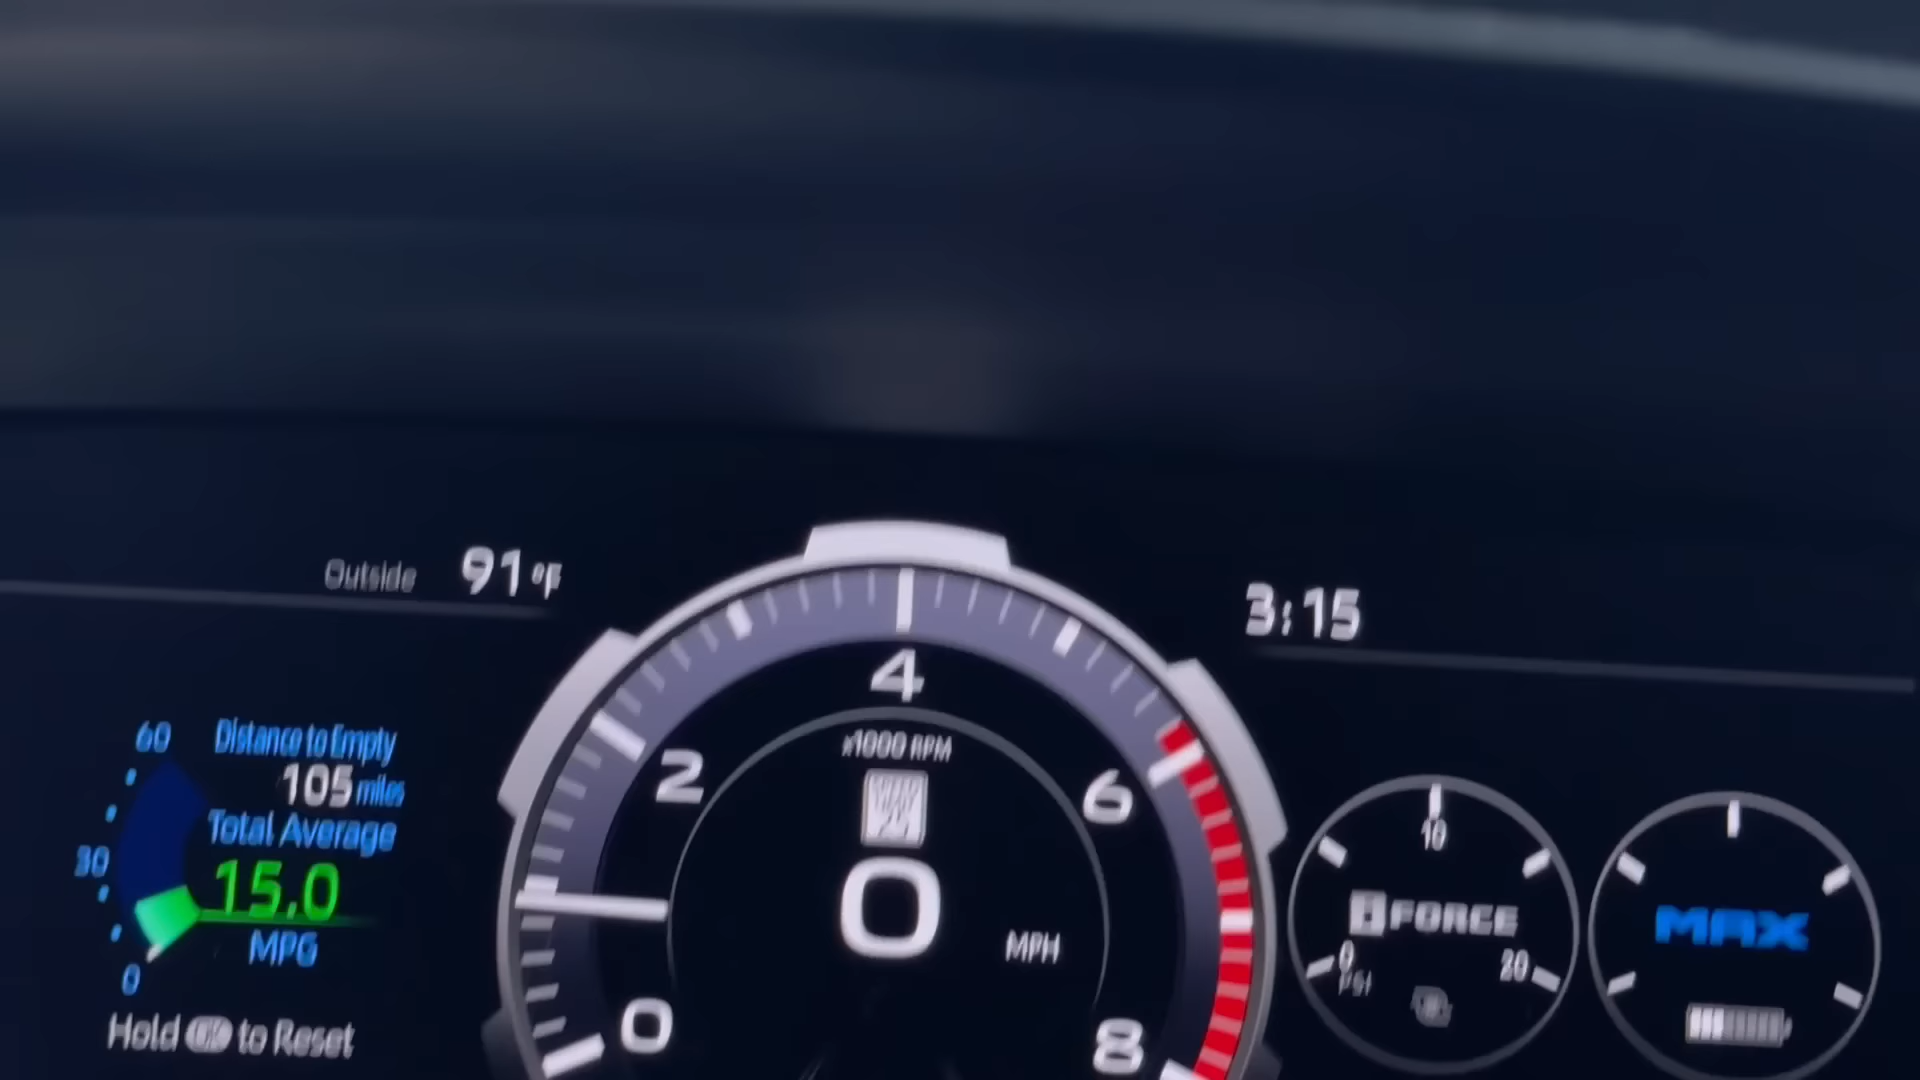 Outside 91°F
3:15
60
Distance to Empty
105 miles
Total Average
30
15.0
MPG
0
Hold OK to Reset
4
x1000 RPM
2
6
0
MPH
0
8
10
i FORCE
0
20
PSI
MAX